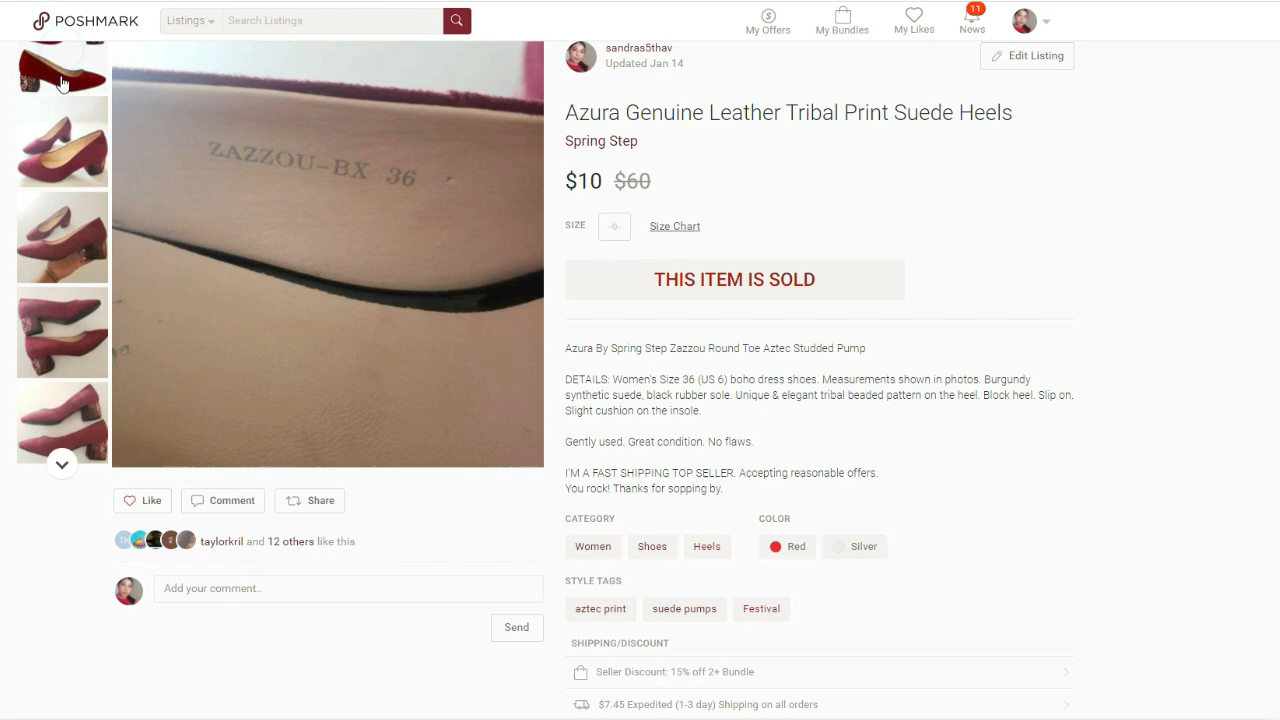 POSHMARK
Listings
Search Listings
My Offers
My Bundles
My Likes
11
News
sandras5thav
Updated Jan 14
Edit Listing
Azura Genuine Leather Tribal Print Suede Heels
Spring Step
$10 $60
SIZE
6
Size Chart
THIS ITEM IS SOLD
ZAZZOU-BX 36
Azura By Spring Step Zazzou Round Toe Aztec Studded Pump
DETAILS: Women's Size 36 (US 6) boho dress shoes. Measurements shown in photos. Burgundy
synthetic suede, black rubber sole. Unique & elegant tribal beaded pattern on the heel. Block heel. Slip on.
Slight cushion on the insole.
Gently used. Great condition. No flaws.
I'M A FAST SHIPPING TOP SELLER. Accepting reasonable offers.
You rock! Thanks for sopping by.
Like
Comment
Share
taylorkril and 12 others like this
Add your comment..
Send
CATEGORY
COLOR
Women
Shoes
Heels
Red
Silver
STYLE TAGS
aztec print
suede pumps
Festival
SHIPPING/DISCOUNT
Seller Discount: 15% off 2+ Bundle
$7.45 Expedited (1-3 day) Shipping on all orders